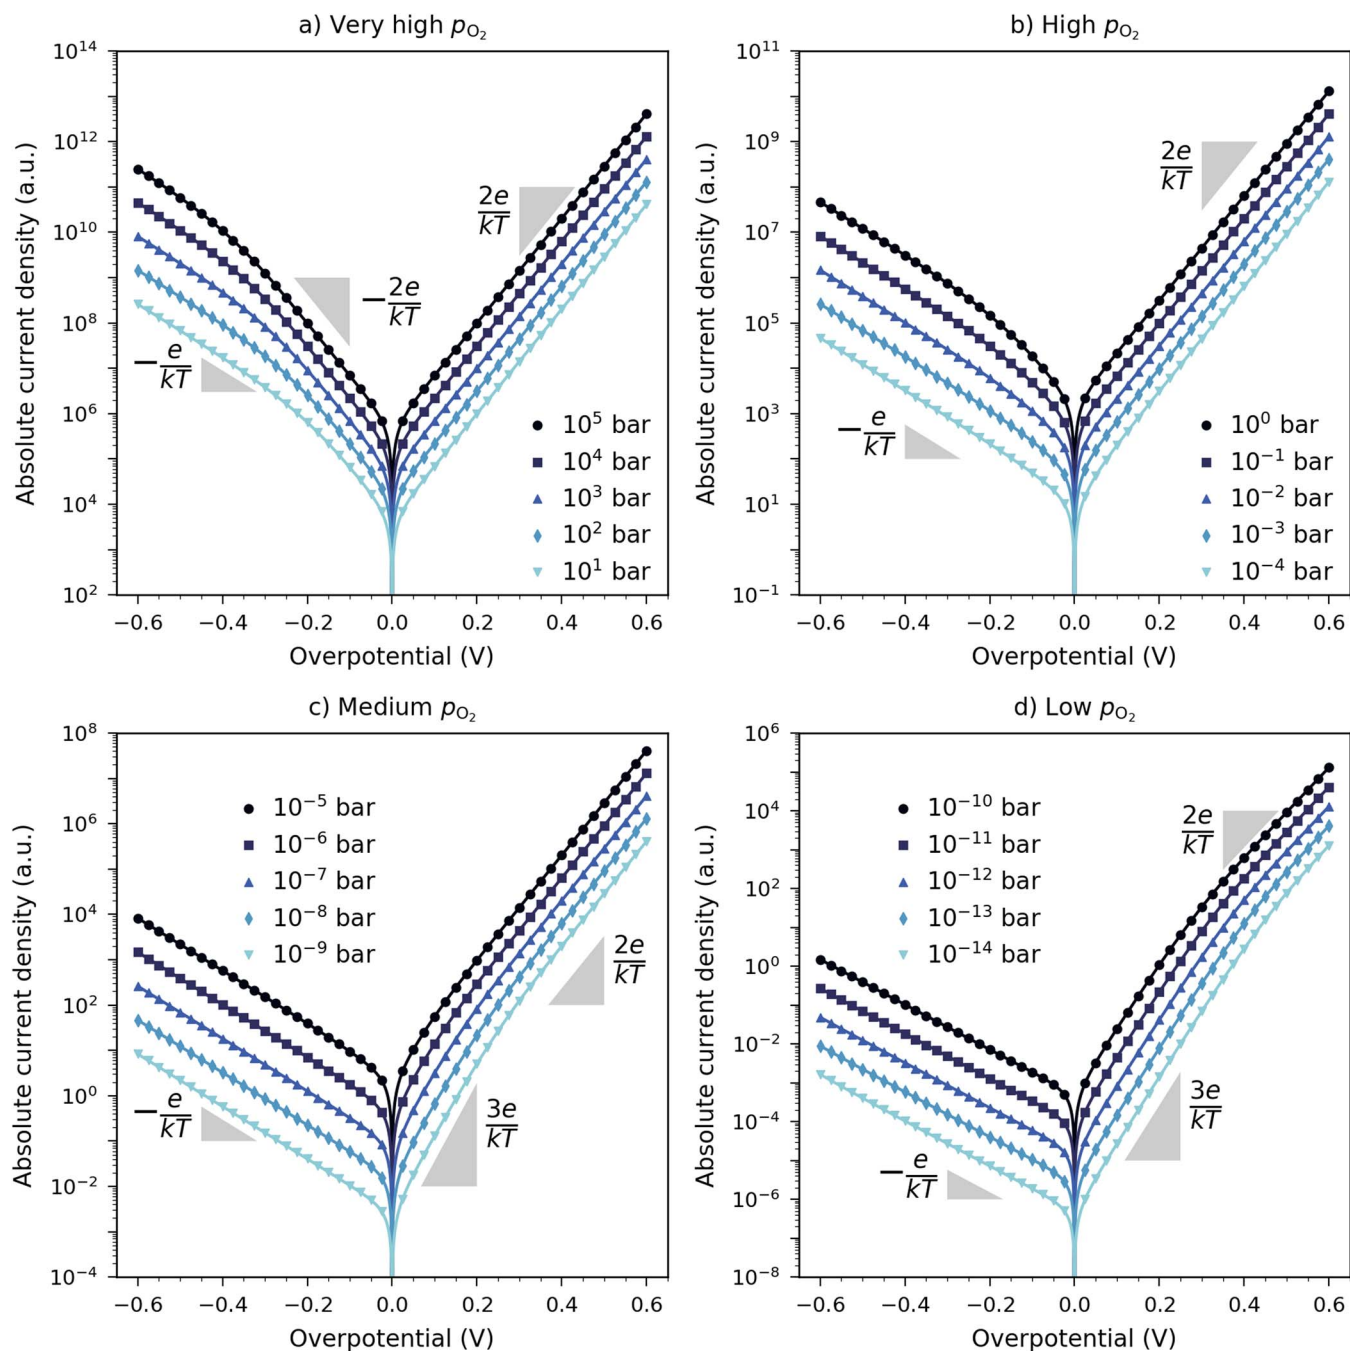 a) Very high pO₂
Absolute current density (a.u.)
10¹⁴
10¹²
10¹⁰
10⁸
10⁶
10⁴
10²
2e/kT
−2e/kT
−e/kT
10⁵ bar
10⁴ bar
10³ bar
10² bar
10¹ bar
−0.6 −0.4 −0.2 0.0 0.2 0.4 0.6
Overpotential (V)
b) High pO₂
Absolute current density (a.u.)
10¹¹
10⁹
10⁷
10⁵
10³
10¹
10⁻¹
2e/kT
−e/kT
10⁰ bar
10⁻¹ bar
10⁻² bar
10⁻³ bar
10⁻⁴ bar
−0.6 −0.4 −0.2 0.0 0.2 0.4 0.6
Overpotential (V)
c) Medium pO₂
Absolute current density (a.u.)
10⁸
10⁶
10⁴
10²
10⁰
10⁻²
10⁻⁴
10⁻⁵ bar
10⁻⁶ bar
10⁻⁷ bar
10⁻⁸ bar
10⁻⁹ bar
2e/kT
−e/kT
3e/kT
−0.6 −0.4 −0.2 0.0 0.2 0.4 0.6
Overpotential (V)
d) Low pO₂
Absolute current density (a.u.)
10⁶
10⁴
10²
10⁰
10⁻²
10⁻⁴
10⁻⁶
10⁻⁸
10⁻¹⁰ bar
10⁻¹¹ bar
10⁻¹² bar
10⁻¹³ bar
10⁻¹⁴ bar
2e/kT
3e/kT
−e/kT
−0.6 −0.4 −0.2 0.0 0.2 0.4 0.6
Overpotential (V)